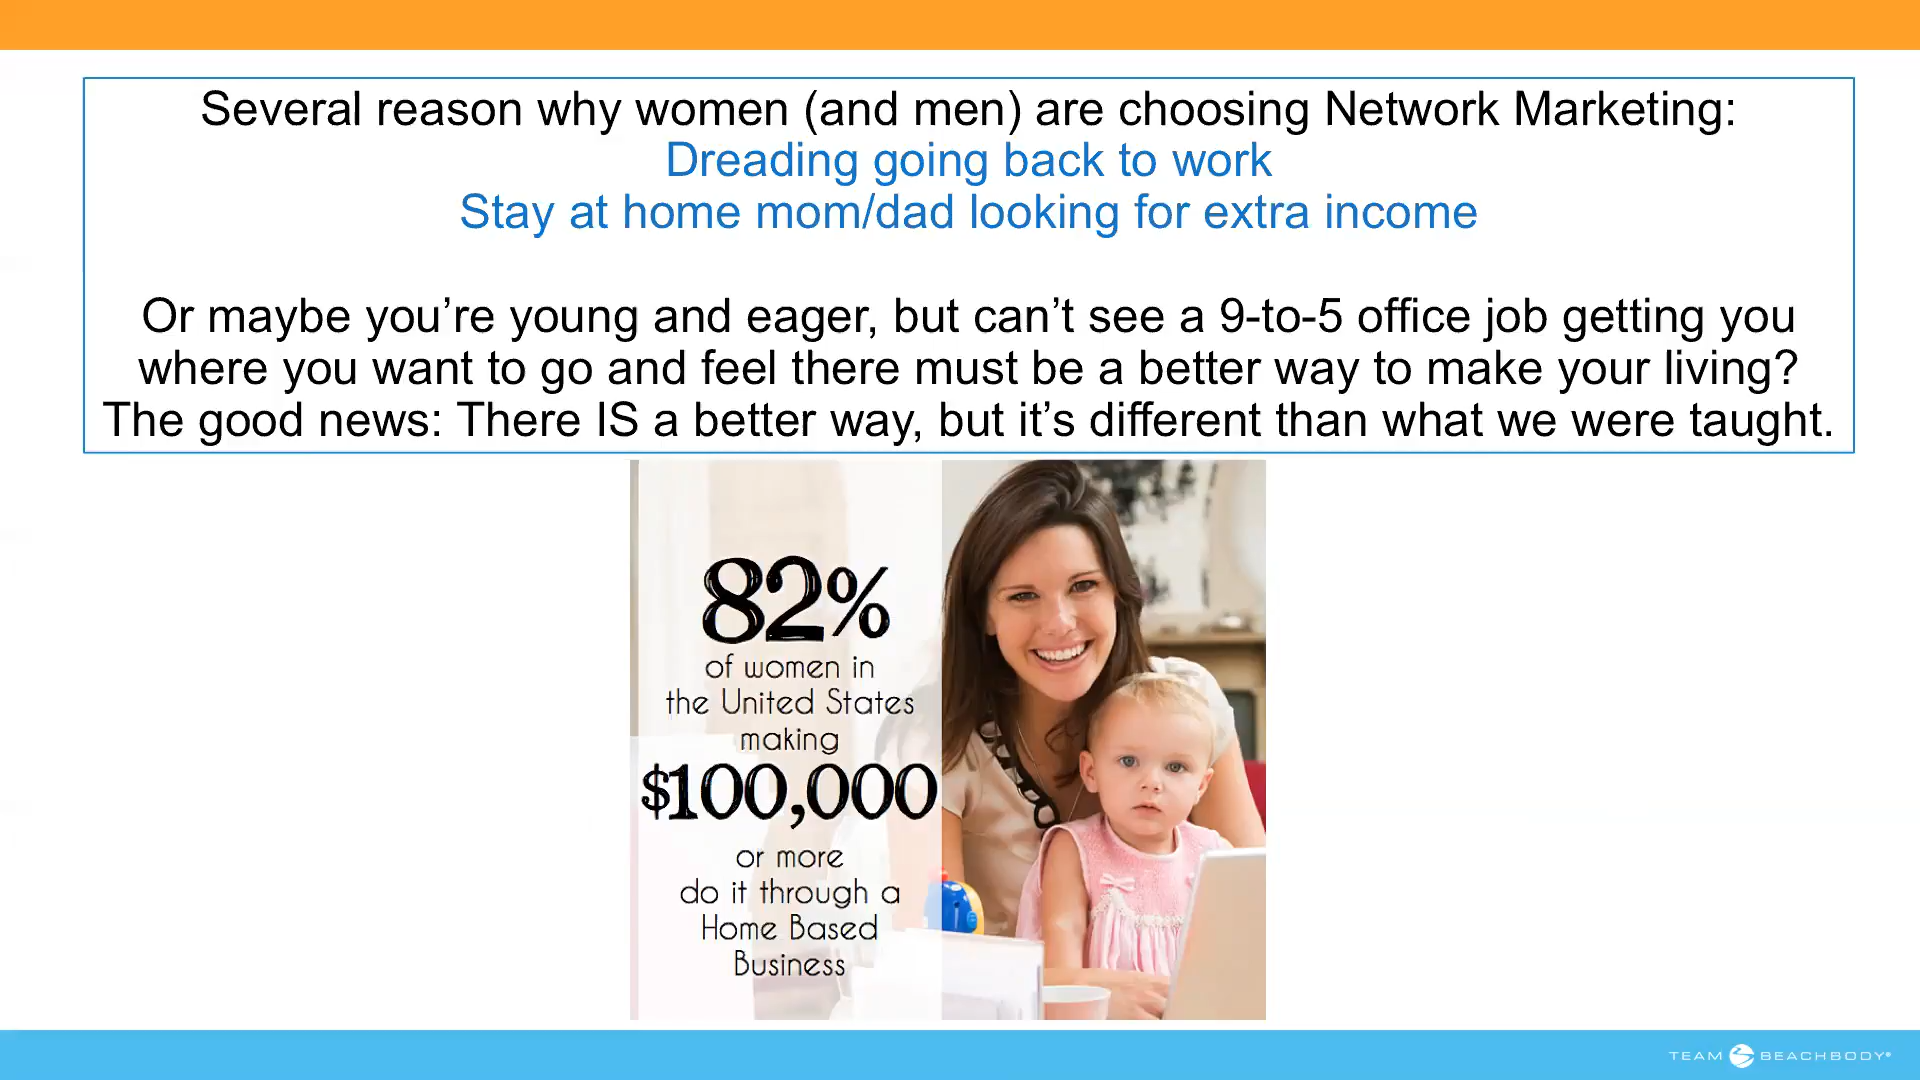 Several reason why women (and men) are choosing Network Marketing:
Dreading going back to work
Stay at home mom/dad looking for extra income
Or maybe you’re young and eager, but can’t see a 9-to-5 office job getting you
where you want to go and feel there must be a better way to make your living?
The good news: There IS a better way, but it’s different than what we were taught.
82%
of women in
the United States
making
$100,000
or more
do it through a
Home Based
Business
TEAM BEACHBODY®